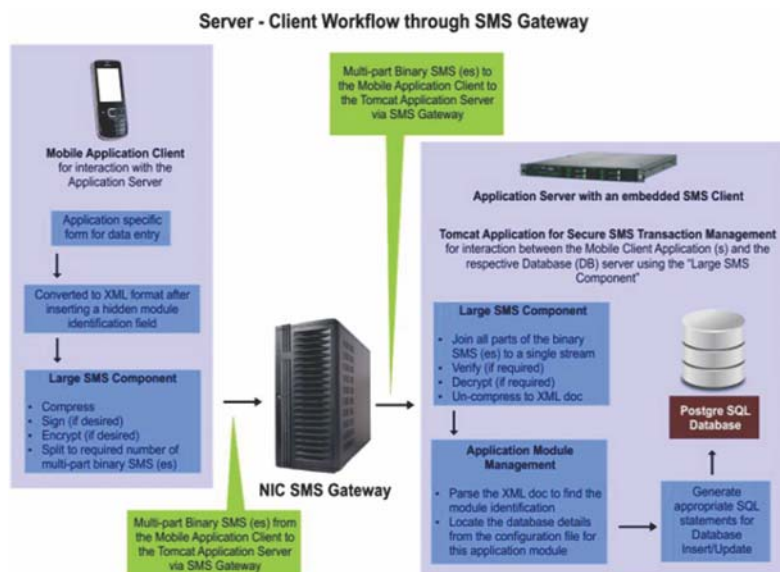 Server - Client Workflow through SMS Gateway
Mobile Application Client
for interaction with the
Application Server
Application specific
form for data entry
Converted to XML format after
inserting a hidden module
identification field
Large SMS Component
• Compress
• Sign (if desired)
• Encrypt (if desired)
• Split to required number of
multi-part binary SMS (es)
Multi-part Binary SMS (es) from
the Mobile Application Client to
the Tomcat Application Server
via SMS Gateway
NIC SMS Gateway
Multi-part Binary SMS (es) to
the Mobile Application Client to
the Tomcat Application Server
via SMS Gateway
Application Server with an embedded SMS Client
Tomcat Application for Secure SMS Transaction Management
for interaction between the Mobile Client Application (s) and the
respective Database (DB) server using the "Large SMS
Component"
Large SMS Component
• Join all parts of the binary
SMS (es) to a single stream
• Verify (if required)
• Decrypt (if required)
• Un-compress to XML doc
Application Module
Management
• Parse the XML doc to find the
module identification
• Locate the database details
from the configuration file for
this application module
Generate
appropriate SQL
statements for
Database
Insert/Update
Postgre SQL
Database